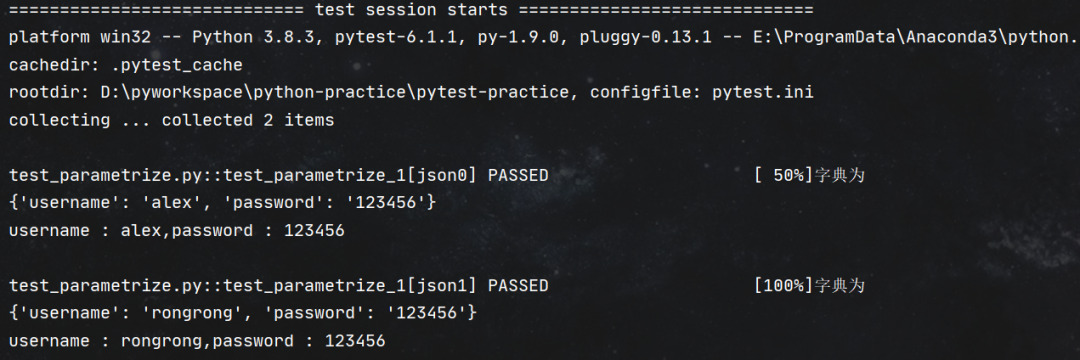 ============================= test session starts =============================
platform win32 -- Python 3.8.3, pytest-6.1.1, py-1.9.0, pluggy-0.13.1 -- E:\ProgramData\Anaconda3\python.
cachedir: .pytest_cache
rootdir: D:\pyworkspace\python-practice\pytest-practice, configfile: pytest.ini
collecting ... collected 2 items
test_parametrize.py::test_parametrize_1[json0] PASSED                    [ 50%]字典为
{'username': 'alex', 'password': '123456'}
username : alex,password : 123456
test_parametrize.py::test_parametrize_1[json1] PASSED                    [100%]字典为
{'username': 'rongrong', 'password': '123456'}
username : rongrong,password : 123456